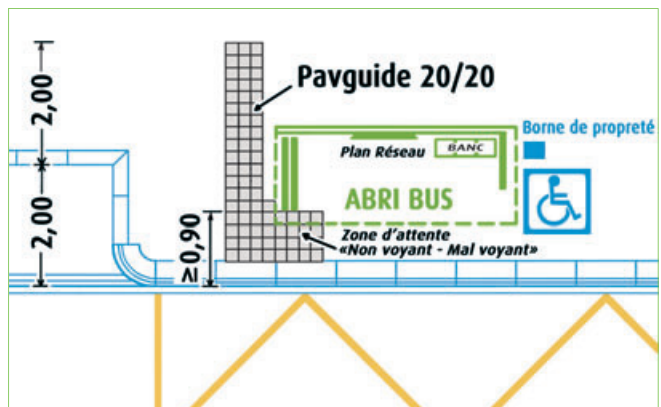 2,00
2,00
Pavguide 20/20
Borne de propreté
Plan Réseau
BANC
ABRI BUS
≥ 0,90
Zone d'attente
«Non voyant - Mal voyant»